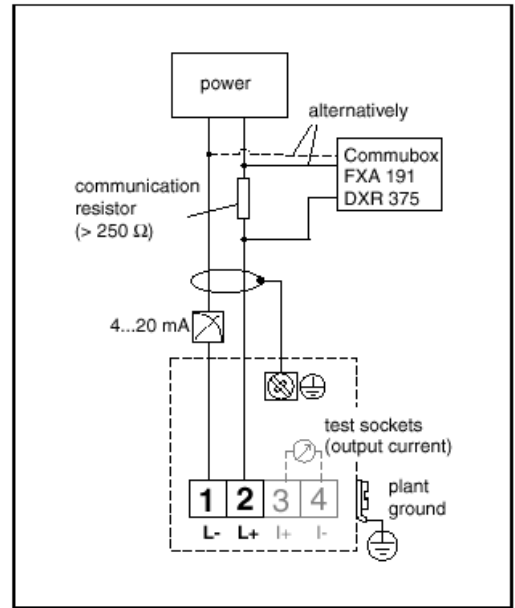 power
alternatively
Commubox
FXA 191
DXR 375
communication
resistor
(> 250 Ω)
4...20 mA
test sockets
(output current)
1 2 3 4
L- L+ I+ I-
plant
ground